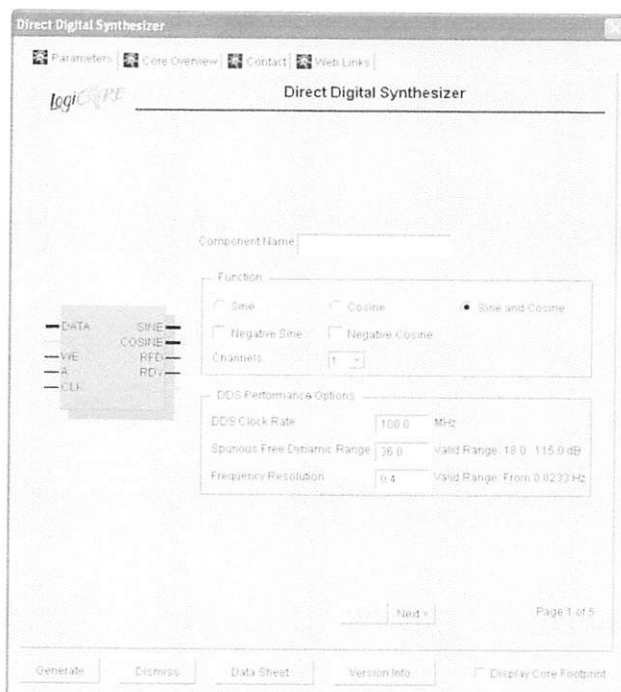 Direct Digital Synthesizer
Parameters Core Overview Contact Web Links
logiCORE
Direct Digital Synthesizer
Component Name
Function
Sine Cosine Sine and Cosine
Negative Sine Negative Cosine
Channels 1
DATA SINE
COSINE
WE RFD
A RDY
CLK
DDS Performance Options
DDS Clock Rate 100.0 MHz
Spurious Free Dynamic Range 36.0 Valid Range: 18.0..115.0 dB
Frequency Resolution 0.4 Valid Range: From 0.0233 Hz
Next > Page 1 of 5
Generate Dismiss Data Sheet Version Info... Display Core Footprint